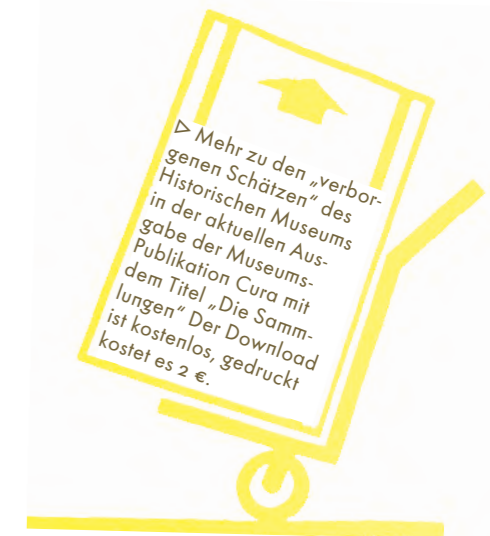 ▷ Mehr zu den „verbor-
genen Schätzen“ des
Historischen Museums
in der aktuellen Aus-
gabe der Museums-
Publikation Cura mit
dem Titel „Die Samm-
lungen“ Der Download
ist kostenlos, gedruckt
kostet es 2 €.